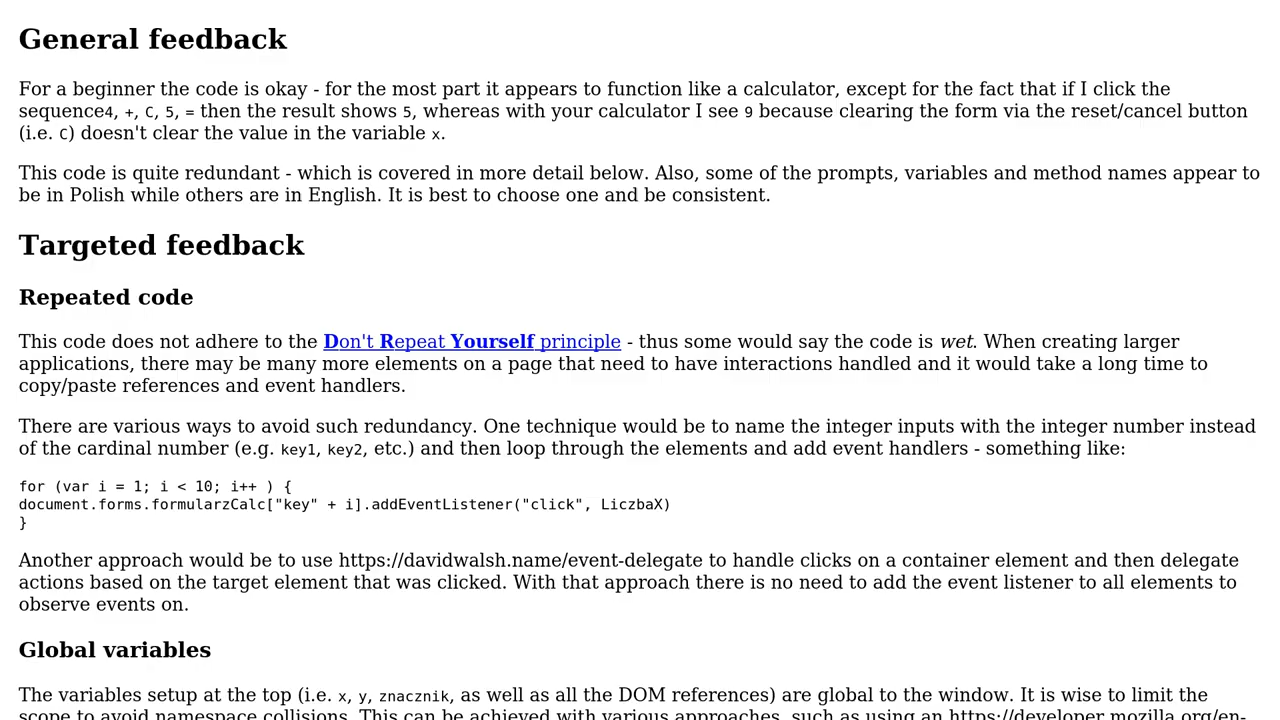 General feedback
For a beginner the code is okay - for the most part it appears to function like a calculator, except for the fact that if I click the
sequence4, +, C, 5, = then the result shows 5, whereas with your calculator I see 9 because clearing the form via the reset/cancel button
(i.e. C) doesn't clear the value in the variable x.
This code is quite redundant - which is covered in more detail below. Also, some of the prompts, variables and method names appear to
be in Polish while others are in English. It is best to choose one and be consistent.
Targeted feedback
Repeated code
This code does not adhere to the Don't Repeat Yourself principle - thus some would say the code is wet. When creating larger
applications, there may be many more elements on a page that need to have interactions handled and it would take a long time to
copy/paste references and event handlers.
There are various ways to avoid such redundancy. One technique would be to name the integer inputs with the integer number instead
of the cardinal number (e.g. key1, key2, etc.) and then loop through the elements and add event handlers - something like:
for (var i = 1; i < 10; i++ ) {
document.forms.formularzCalc["key" + i].addEventListener("click", LiczbaX)
}
Another approach would be to use https://davidwalsh.name/event-delegate to handle clicks on a container element and then delegate
actions based on the target element that was clicked. With that approach there is no need to add the event listener to all elements to
observe events on.
Global variables
The variables setup at the top (i.e. x, y, znacznik, as well as all the DOM references) are global to the window. It is wise to limit the
scope to avoid namespace collisions. This can be achieved with various approaches, such as using an https://developer.mozilla.org/en-